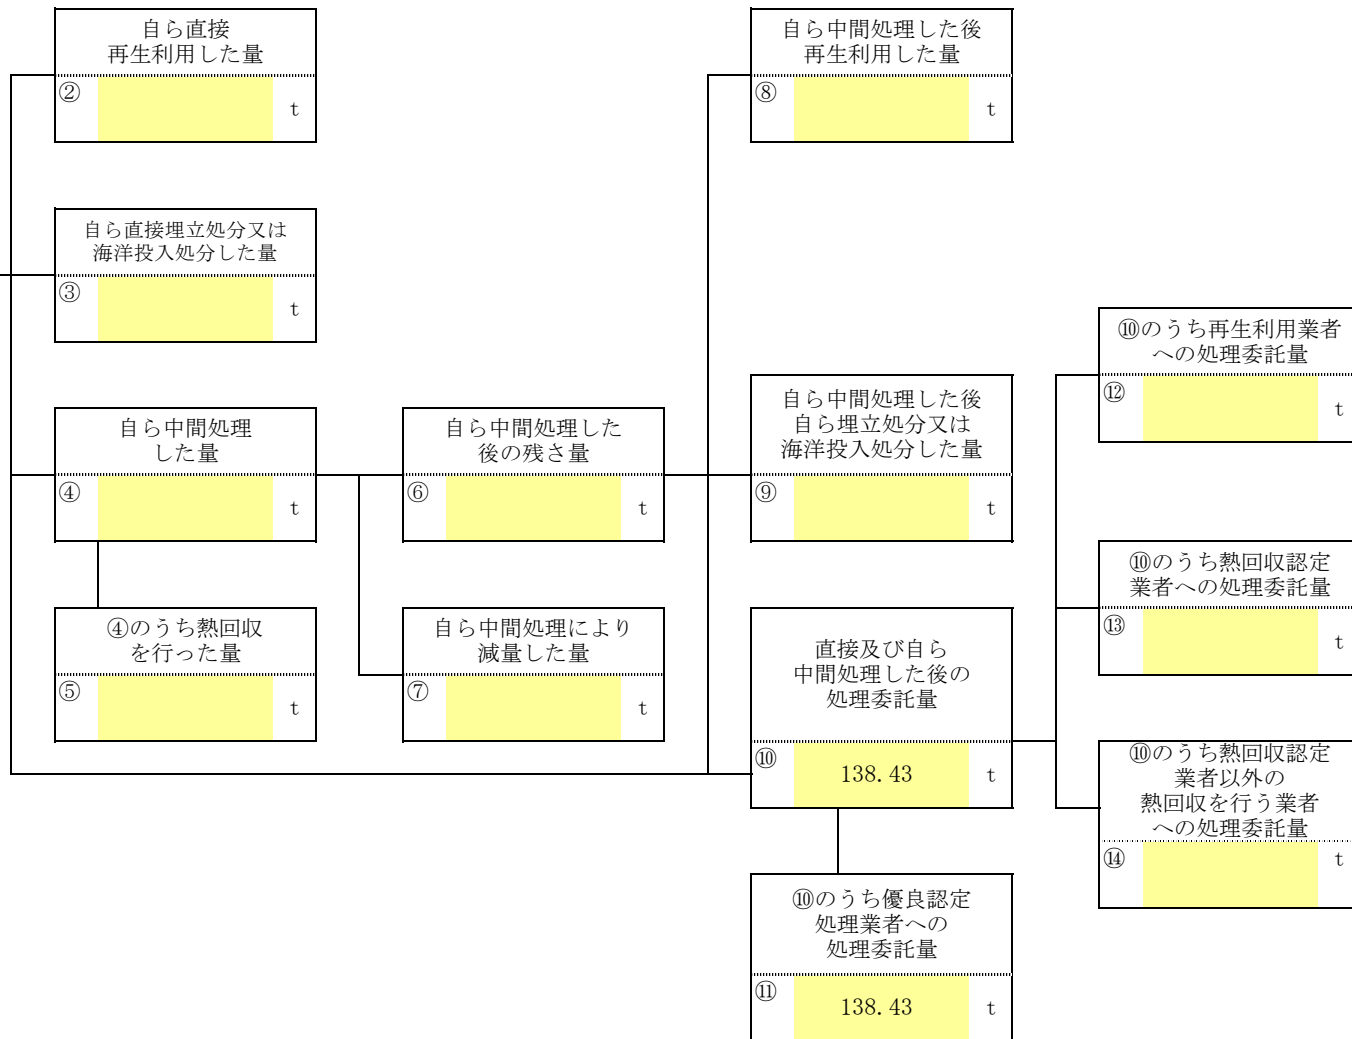 自ら直接
再生利用した量
②
t
自ら中間処理した後
再生利用した量
⑧
t
自ら直接埋立処分又は
海洋投入処分した量
③
t
⑩のうち再生利用業者
への処理委託量
⑫
t
自ら中間処理
した量
④
t
自ら中間処理した
後の残さ量
⑥
t
自ら中間処理した後
自ら埋立処分又は
海洋投入処分した量
⑨
t
⑩のうち熱回収認定
業者への処理委託量
⑬
t
④のうち熱回収
を行った量
⑤
t
自ら中間処理により
減量した量
⑦
t
直接及び自ら
中間処理した後の
処理委託量
⑩ 138.43 t
⑩のうち熱回収認定
業者以外の
熱回収を行う業者
への処理委託量
⑭
t
⑩のうち優良認定
処理業者への
処理委託量
⑪ 138.43 t